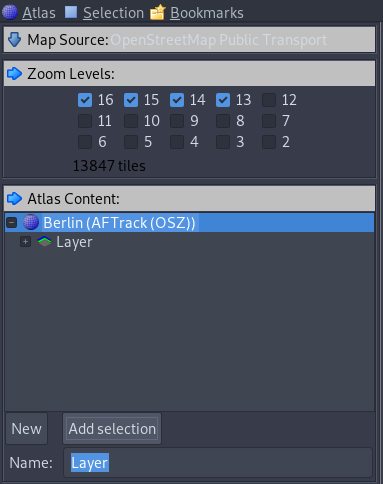 Atlas Selection Bookmarks
Map Source: OpenStreetMap Public Transport
Zoom Levels:
16 15 14 13 12
11 10 9 8 7
6 5 4 3 2
13847 tiles
Atlas Content:
Berlin (AFTrack (OSZ))
Layer
New Add selection
Name: Layer